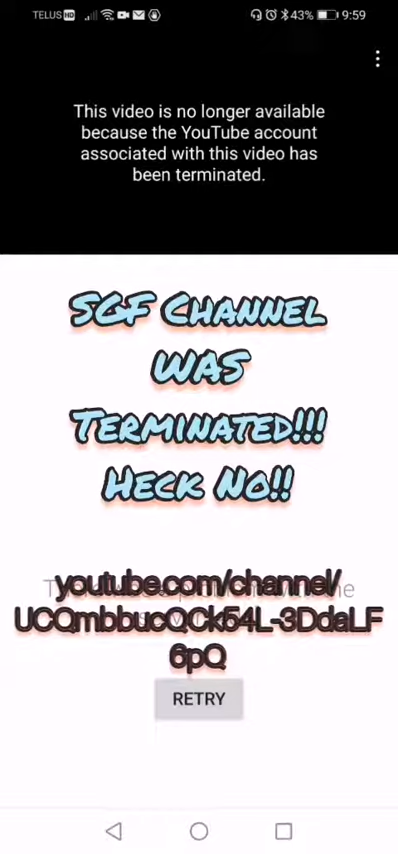 TELUS HD 43% 9:59
This video is no longer available
because the YouTube account
associated with this video has
been terminated.
SGF CHANNEL
WAS
TERMINATED!!!
HECK NO!!
youtube.com/channel/
UCQmbbucQCk54L-3DdaLF
6pQ
RETRY